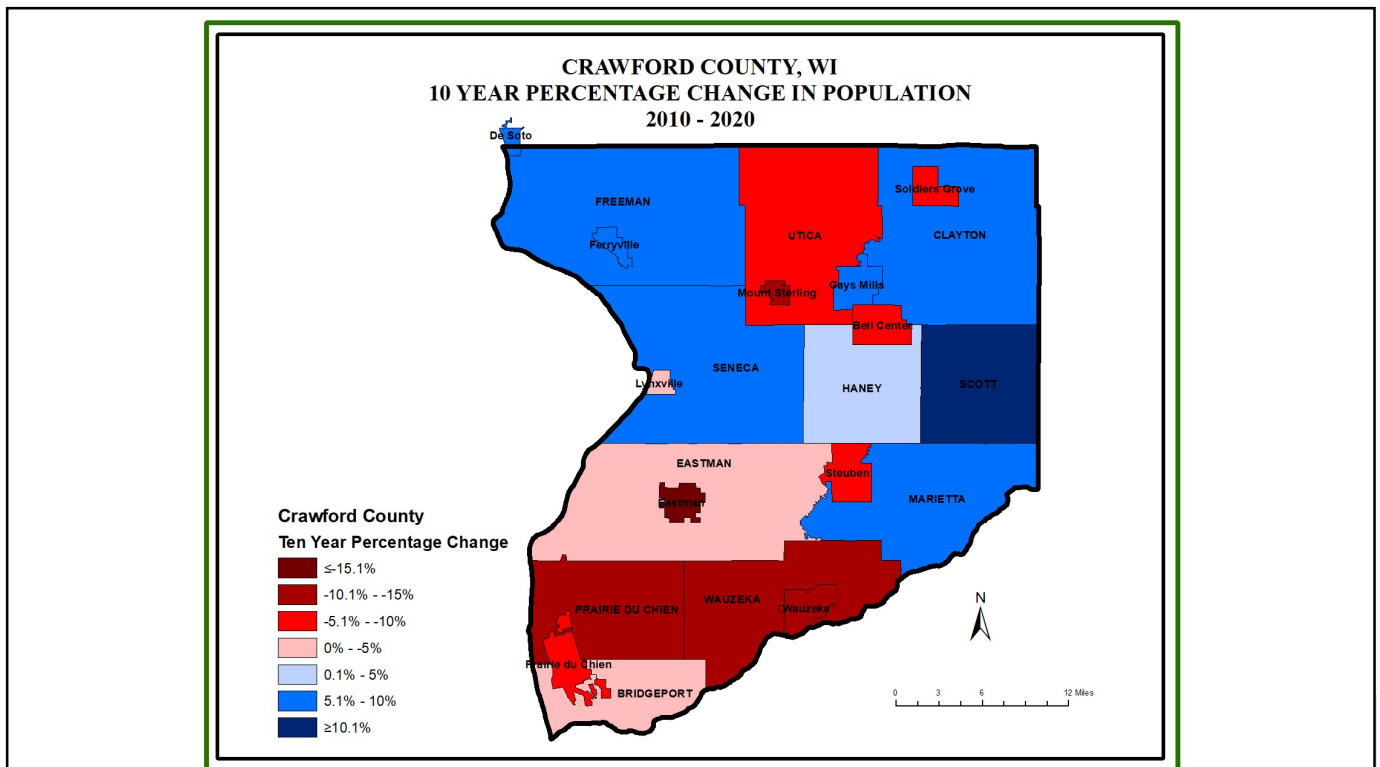 CRAWFORD COUNTY, WI
10 YEAR PERCENTAGE CHANGE IN POPULATION
2010 - 2020
De Soto
Soldiers Grove
FREEMAN
UTICA
CLAYTON
Ferryville
Gays Mills
Mount Sterling
Bell Center
SENECA
Lynxville
HANEY
SCOTT
EASTMAN
Steuben
Eastman
MARIETTA
Crawford County
Ten Year Percentage Change
≤-15.1%
-10.1% - -15%
-5.1% - -10%
0% - -5%
0.1% - 5%
5.1% - 10%
≥10.1%
PRAIRIE DU CHIEN
WAUZEKA
Wauzeka
Prairie du Chien
BRIDGEPORT
N
0 3 6 12 Miles